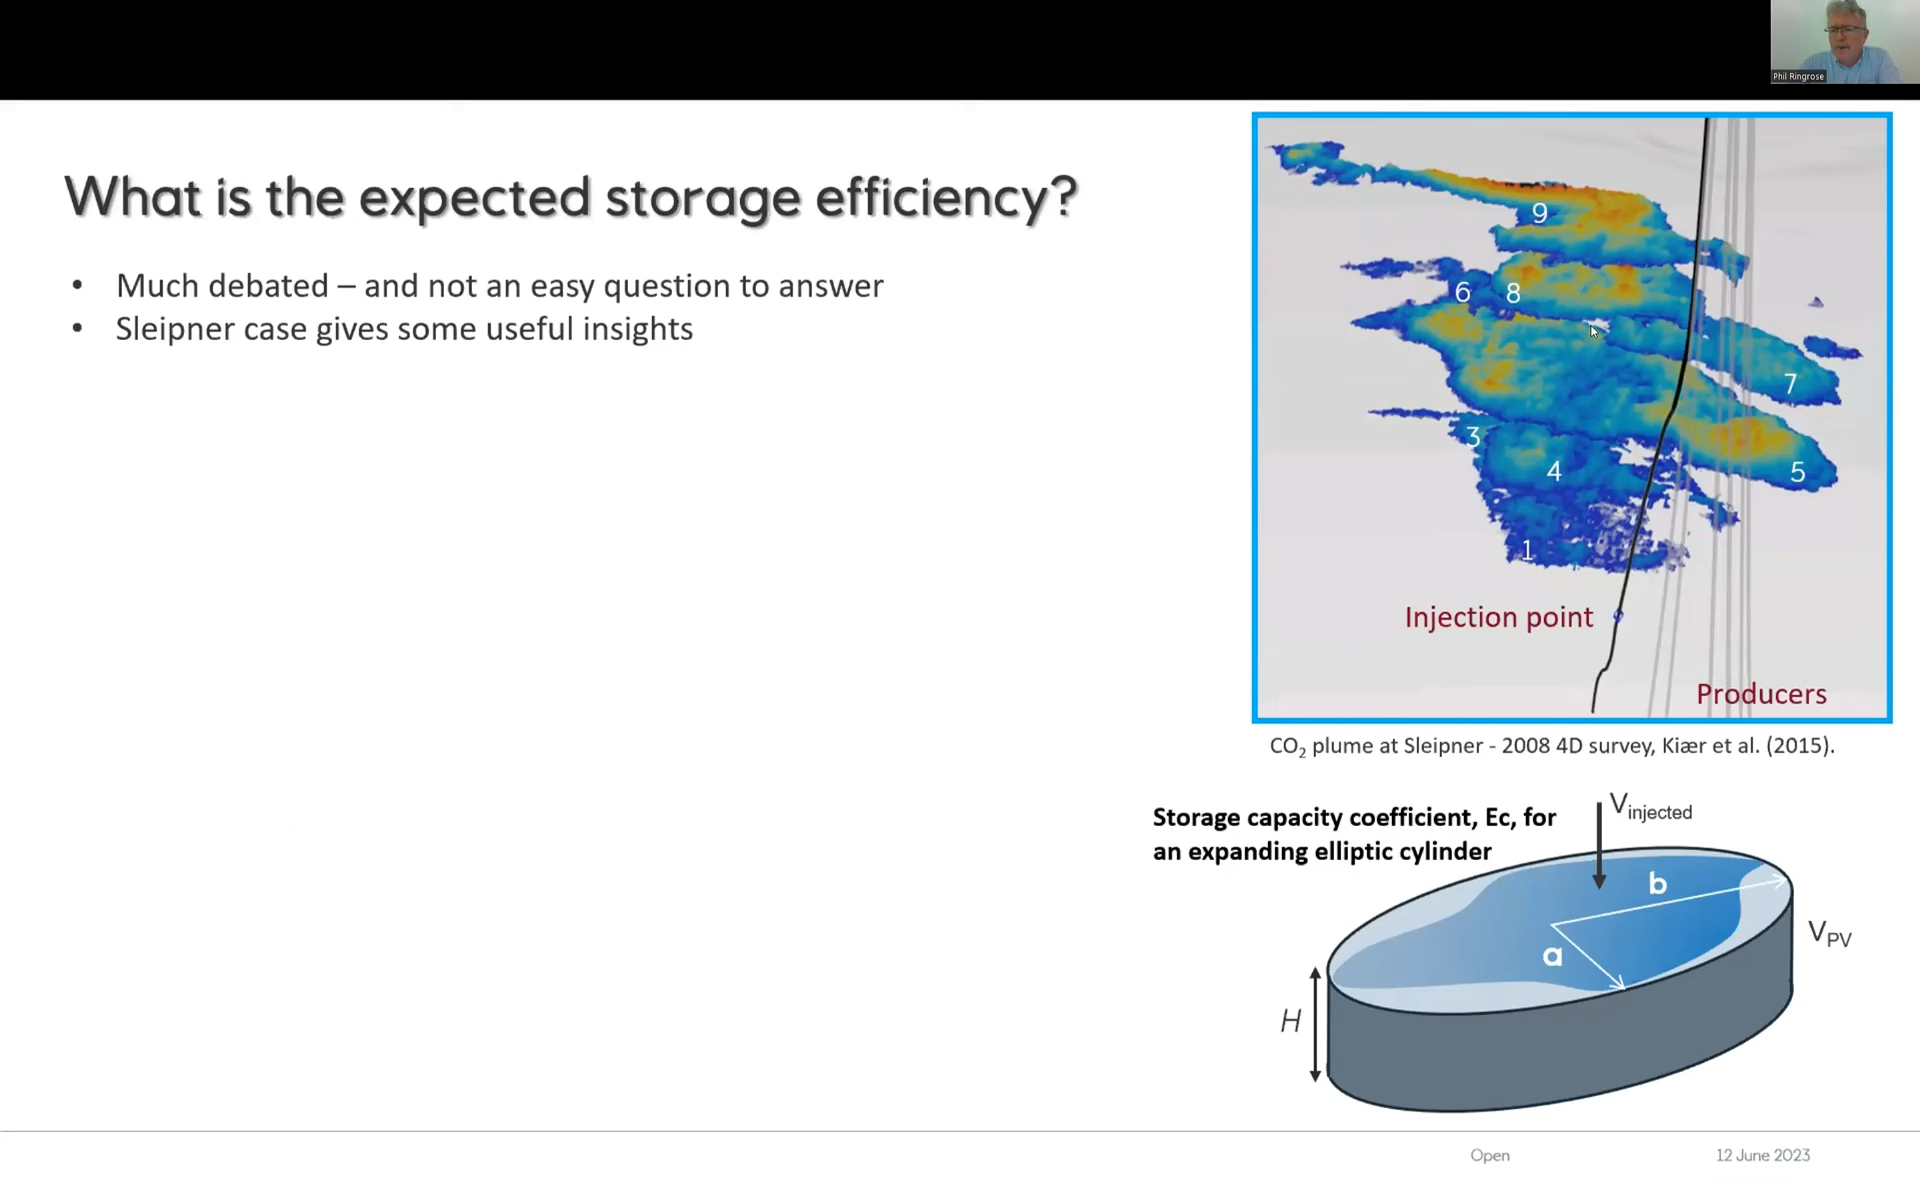 Phil Ringrose
What is the expected storage efficiency?
• Much debated – and not an easy question to answer
• Sleipner case gives some useful insights
9
6
8
7
3
4
5
1
Injection point
Producers
CO₂ plume at Sleipner - 2008 4D survey, Kiær et al. (2015).
Storage capacity coefficient, Ec, for
an expanding elliptic cylinder
Vinjected
b
a
VPV
H
Open
12 June 2023